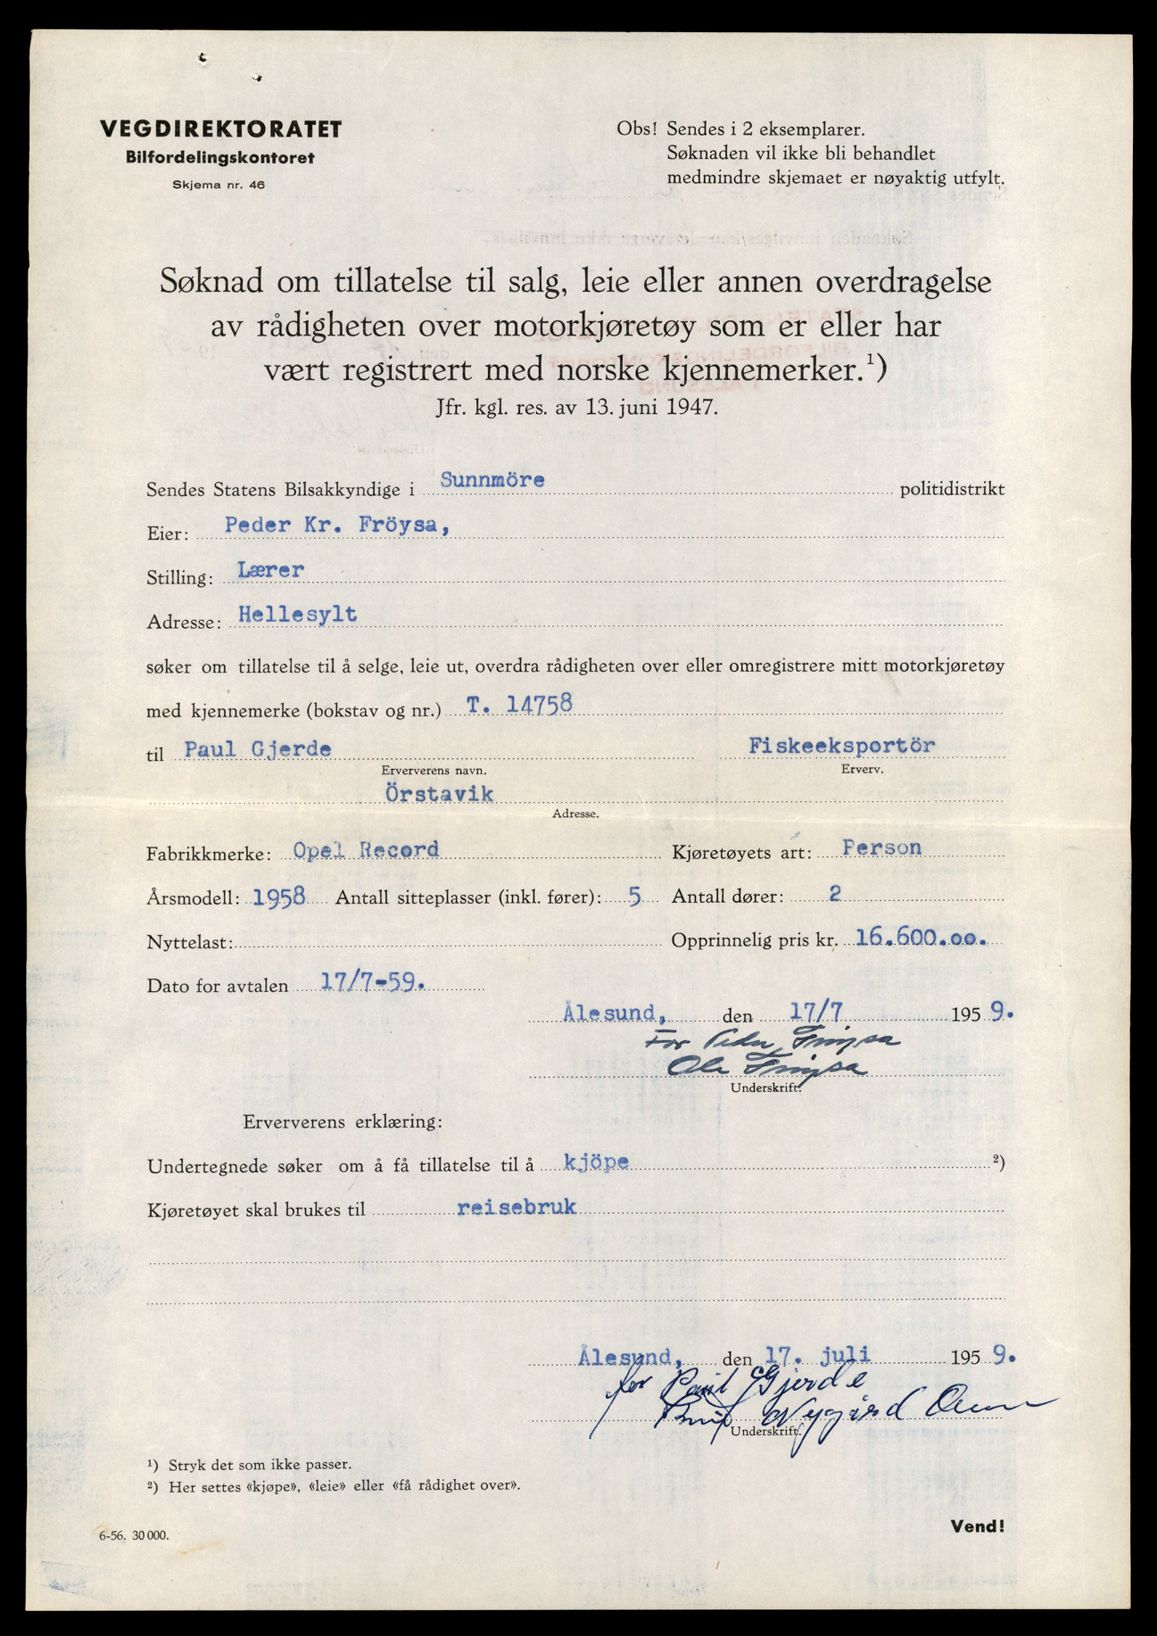 VEGDIREKTORATET
Bilfordelingskontoret
Skjema nr. 46
Obs! Sendes i 2 eksemplarer.
Søknaden vil ikke bli behandlet
medmindre skjemaet er nøyaktig utfylt.
Søknad om tillatelse til salg, leie eller annen overdragelse
av rådigheten over motorkjøretøy som er eller har
vært registrert med norske kjennemerker.¹)
Jfr. kgl. res. av 13. juni 1947.
Sendes Statens Bilsakkyndige i Sunnmöre politidistrikt
Eier: Peder Kr. Fröysa,
Stilling: Lærer
Adresse: Hellesylt
søker om tillatelse til å selge, leie ut, overdra rådigheten over eller omregistrere mitt motorkjøretøy
med kjennemerke (bokstav og nr.) T. 14758
til Paul Gjerde Fiskeeksportör
Erververens navn. Erverv.
Örstavik
Adresse.
Fabrikkmerke: Opel Record Kjøretøyets art: Person
Årsmodell: 1958 Antall sitteplasser (inkl. fører): 5 Antall dører: 2
Nyttelast: Opprinnelig pris kr. 16.600.oo.
Dato for avtalen 17/7-59.
Ålesund, den 17/7 1959.
For Peder Frøysa
Ole Frøysa
Underskrift.
Erververens erklæring:
Undertegnede søker om å få tillatelse til å kjöpe ²)
Kjøretøyet skal brukes til reisebruk
Ålesund, den 17. juli 1959.
for Paul Gjerde
Nygård
Underskrift.
¹) Stryk det som ikke passer.
²) Her settes «kjøpe», «leie» eller «få rådighet over».
6-56. 30 000.
Vend!